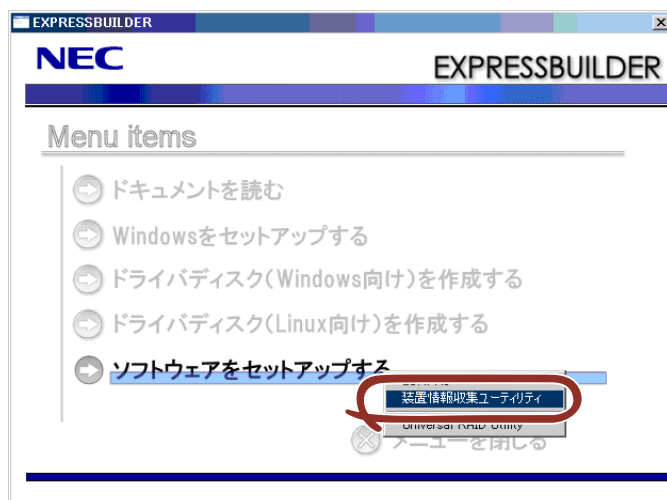 EXPRESSBUILDER
NEC
EXPRESSBUILDER
Menu items
ドキュメントを読む
Windowsをセットアップする
ドライバディスク(Windows向け)を作成する
ドライバディスク(Linux向け)を作成する
ソフトウェアをセットアップする
装置情報収集ユーティリティ
Universal RAID Utility
メニューを閉じる